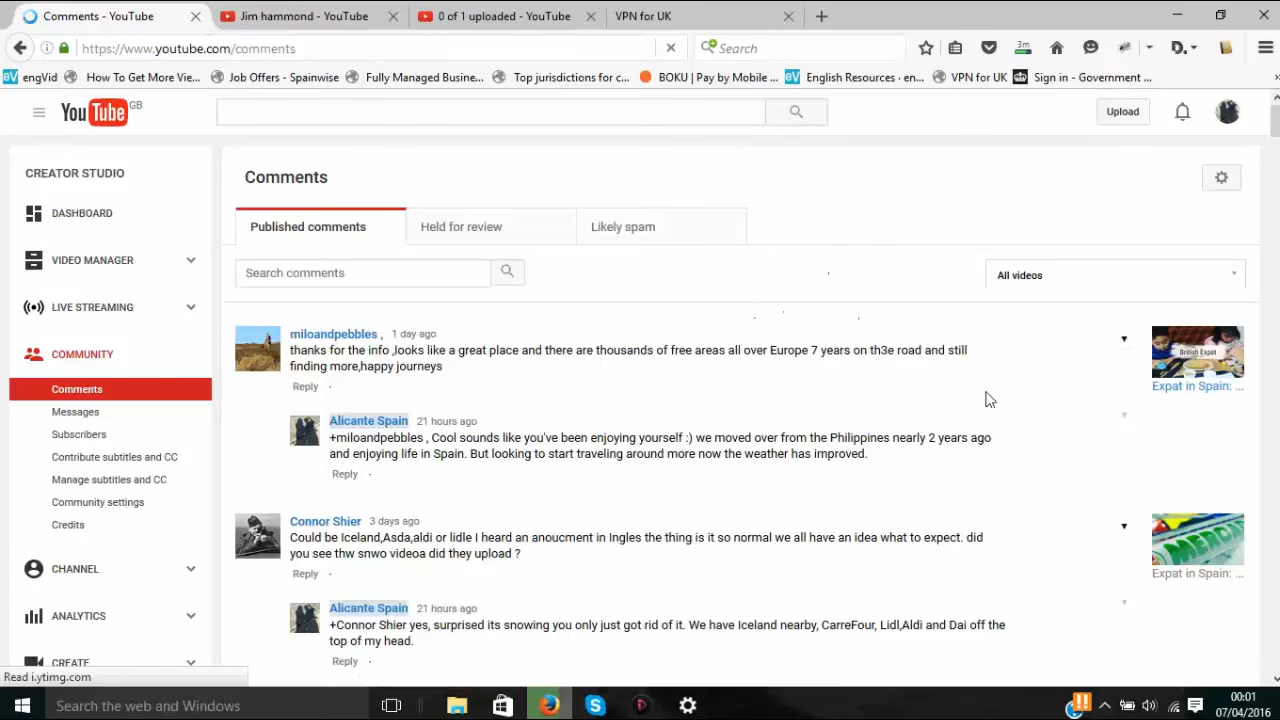 Comments - YouTube
Jim hammond - YouTube
0 of 1 uploaded - YouTube
VPN for UK
https://www.youtube.com/comments
Search
3m
D.
engVid
How To Get More Vie...
Job Offers - Spainwise
Fully Managed Busine...
Top jurisdictions for c...
BOKU | Pay by Mobile ...
English Resources · en...
VPN for UK
Sign in - Government ...
YouTube GB
Upload
CREATOR STUDIO
DASHBOARD
VIDEO MANAGER
LIVE STREAMING
COMMUNITY
Comments
Messages
Subscribers
Contribute subtitles and CC
Manage subtitles and CC
Community settings
Credits
CHANNEL
ANALYTICS
CREATE
Comments
Published comments
Held for review
Likely spam
Search comments
All videos
miloandpebbles , 1 day ago
thanks for the info ,looks like a great place and there are thousands of free areas all over Europe 7 years on th3e road and still
finding more,happy journeys
Reply ·
British Expat
Expat in Spain: ...
Alicante Spain 21 hours ago
+miloandpebbles , Cool sounds like you've been enjoying yourself :) we moved over from the Philippines nearly 2 years ago
and enjoying life in Spain. But looking to start traveling around more now the weather has improved.
Reply ·
Connor Shier 3 days ago
Could be Iceland,Asda,aldi or lidle I heard an anoucment in Ingles the thing is it so normal we all have an idea what to expect. did
you see thw snwo videoa did they upload ?
Reply ·
Expat in Spain: ...
Alicante Spain 21 hours ago
+Connor Shier yes, surprised its snowing you only just got rid of it. We have Iceland nearby, CarreFour, Lidl,Aldi and Dai off the
top of my head.
Reply ·
Read i.ytimg.com
Search the web and Windows
00:01
07/04/2016